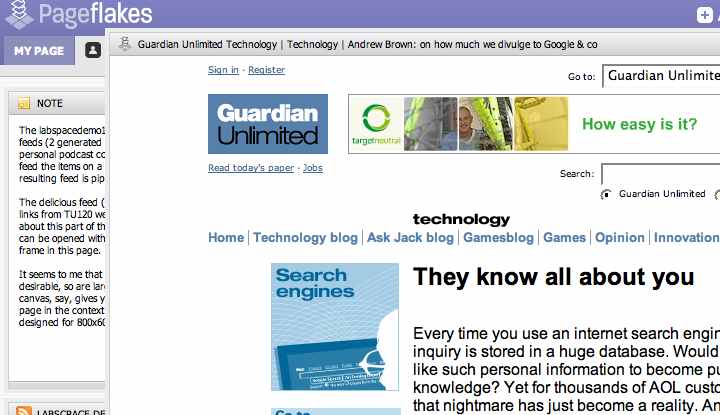 Pageflakes
MY PAGE
Guardian Unlimited Technology | Technology | Andrew Brown: on how much we divulge to Google & co
Sign in - Register
Go to: Guardian Unlimite
NOTE
Guardian
Unlimited
targetneutral
How easy is it?
The labspacedemo1
feeds (2 generated
personal podcast co
feed the items on a
resulting feed is pip
Read today's paper · Jobs
Search:
Guardian Unlimited
The delicious feed (
links from TU120 we
about this part of th
can be opened with
frame in this page.
technology
Home | Technology blog | Ask Jack blog | Gamesblog | Games | Opinion | Innovation
It seems to me that
desirable, so are lar
canvas, say, gives y
page in the context
designed for 800x60
Search
engines
They know all about you
Every time you use an internet search engin
inquiry is stored in a huge database. Would
like such personal information to become pu
knowledge? Yet for thousands of AOL custo
that nightmare has just become a reality. An
LABSPACE DE
Go to